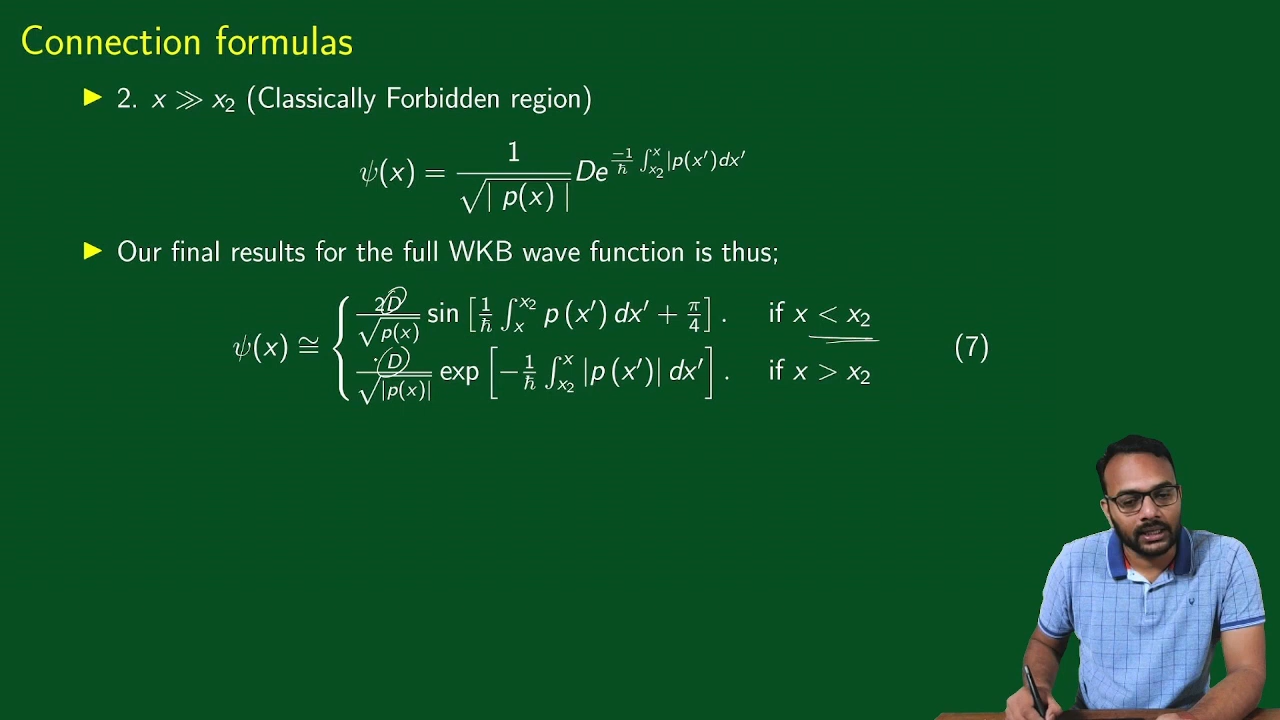 Connection formulas
▶ 2. x ≫ x₂ (Classically Forbidden region)
ψ(x) = 1/√|p(x)| De^{-1/ħ ∫_{x₂}^{x} |p(x′)dx′}
▶ Our final results for the full WKB wave function is thus;
ψ(x) ≅ { 2D/√p(x) sin [1/ħ ∫_{x}^{x₂} p(x′) dx′ + π/4] . if x < x₂
D/√|p(x)| exp [−1/ħ ∫_{x₂}^{x} |p(x′)| dx′] . if x > x₂ (7)